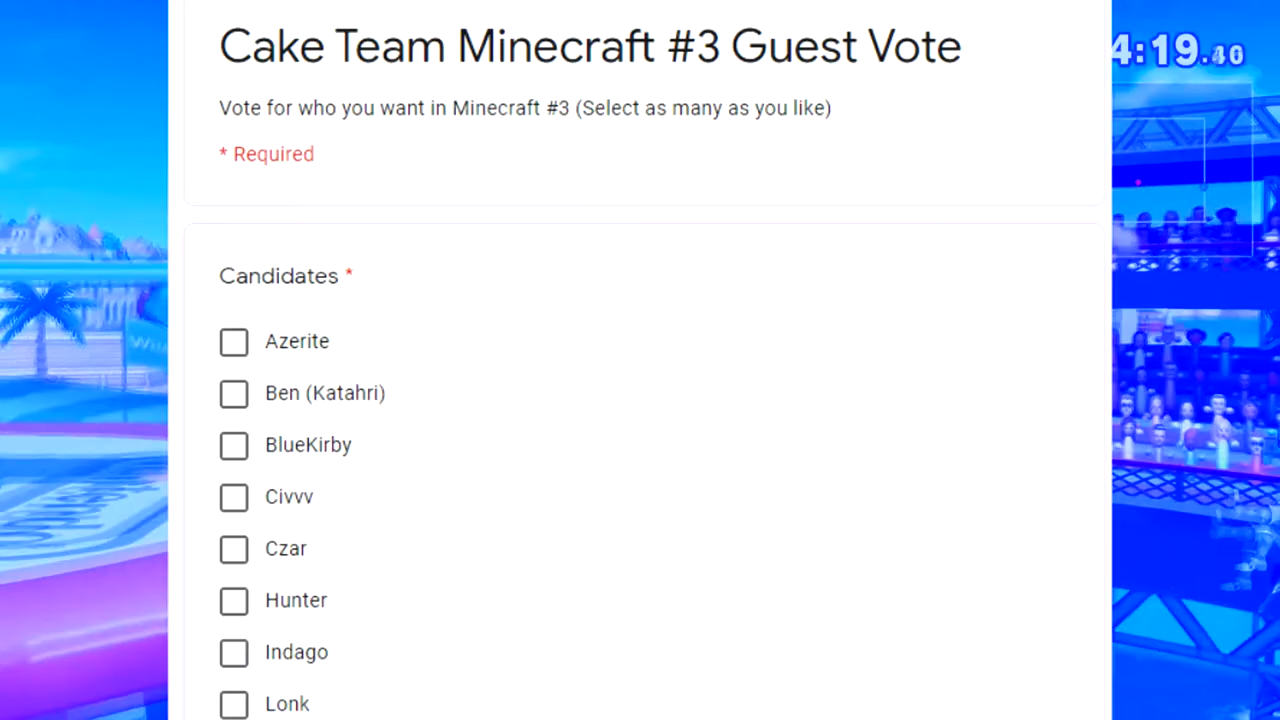 Cake Team Minecraft #3 Guest Vote
4:19.40
Vote for who you want in Minecraft #3 (Select as many as you like)
* Required
Candidates *
Azerite
Ben (Katahri)
BlueKirby
Civvv
Czar
Hunter
Indago
Lonk